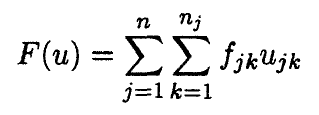 F(u) = \sum_{j=1}^{n} \sum_{k=1}^{n_j} f_{jk} u_{jk}